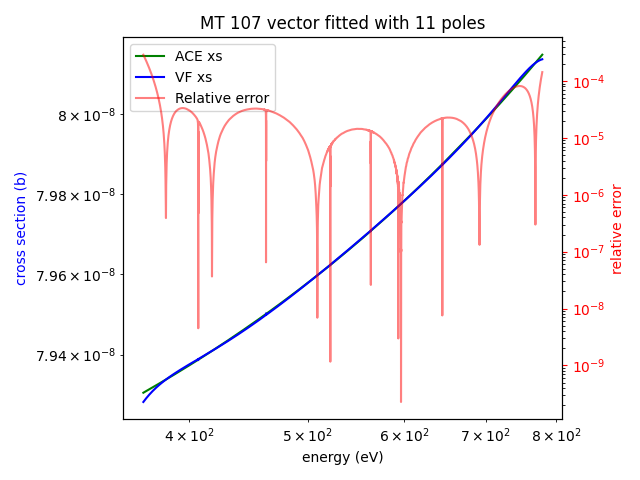 MT 107 vector fitted with 11 poles
ACE xs
VF xs
Relative error
8 × 10⁻⁸
7.98 × 10⁻⁸
7.96 × 10⁻⁸
7.94 × 10⁻⁸
cross section (b)
10⁻⁴
10⁻⁵
10⁻⁶
10⁻⁷
10⁻⁸
10⁻⁹
relative error
4 × 10² 5 × 10² 6 × 10² 7 × 10² 8 × 10²
energy (eV)